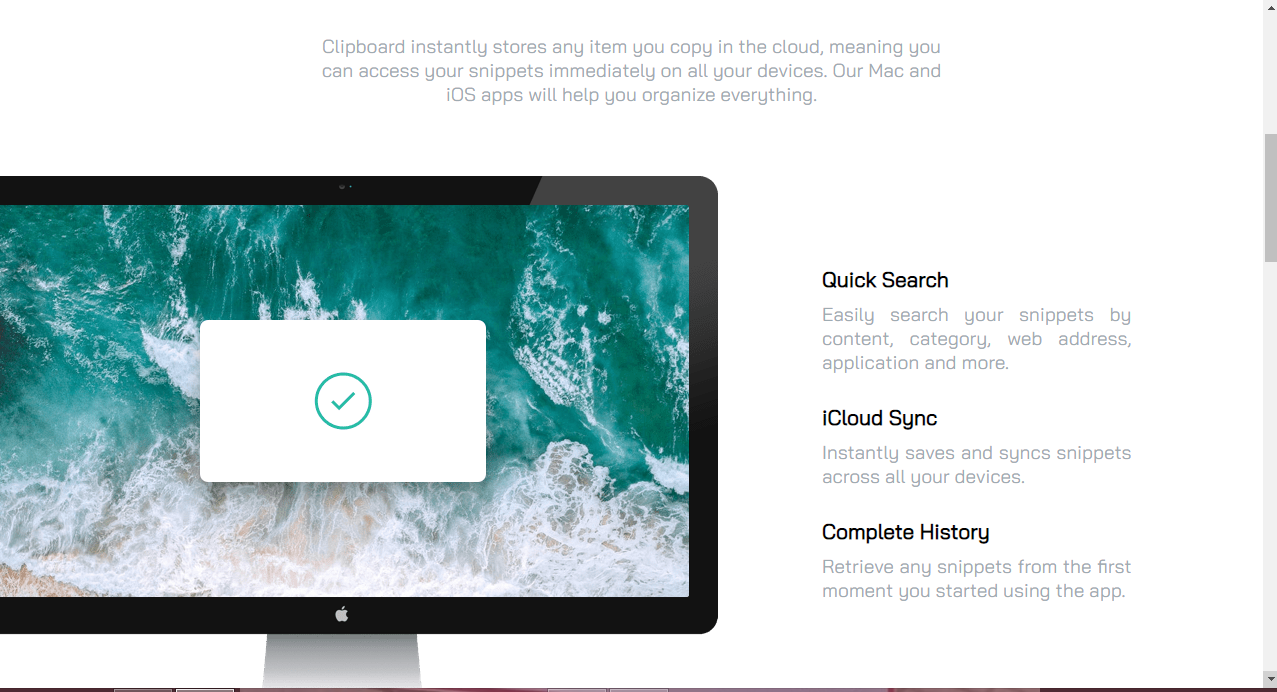 Clipboard instantly stores any item you copy in the cloud, meaning you
can access your snippets immediately on all your devices. Our Mac and
iOS apps will help you organize everything.
Quick Search
Easily search your snippets by
content, category, web address,
application and more.
iCloud Sync
Instantly saves and syncs snippets
across all your devices.
Complete History
Retrieve any snippets from the first
moment you started using the app.